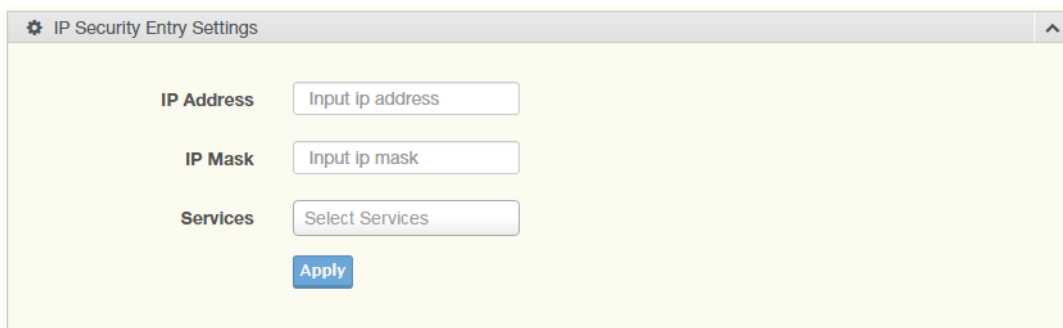 IP Security Entry Settings
IP Address Input ip address
IP Mask Input ip mask
Services Select Services
Apply